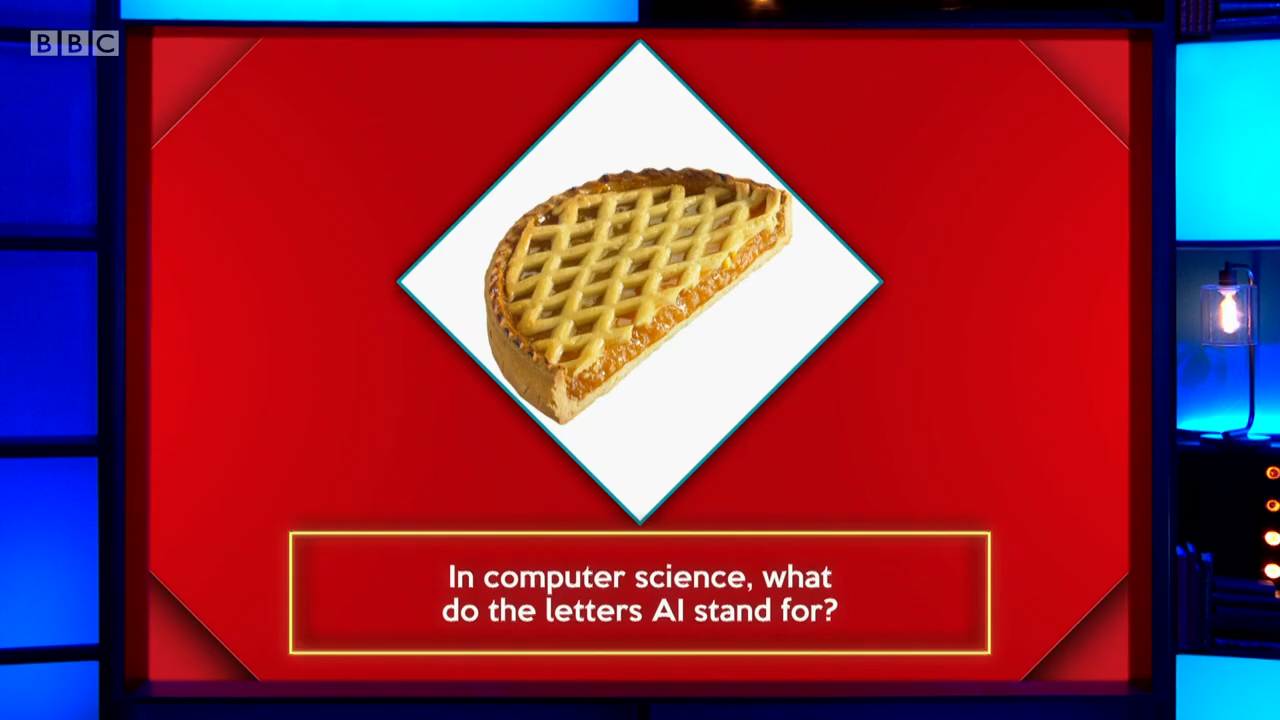 BBC
In computer science, what
do the letters AI stand for?